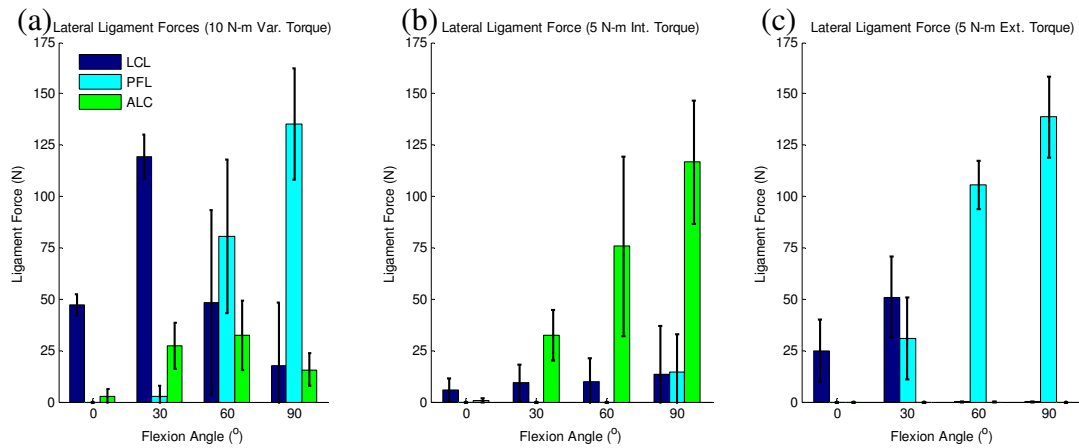 (a)
Lateral Ligament Forces (10 N-m Var. Torque)
175
150
125
100
75
50
25
0
Ligament Force (N)
LCL
PFL
ALC
0
30
60
90
Flexion Angle (°)
(b)
Lateral Ligament Force (5 N-m Int. Torque)
175
150
125
100
75
50
25
0
Ligament Force (N)
0
30
60
90
Flexion Angle (°)
(c)
Lateral Ligament Force (5 N-m Ext. Torque)
175
150
125
100
75
50
25
0
Ligament Force (N)
0
30
60
90
Flexion Angle (°)